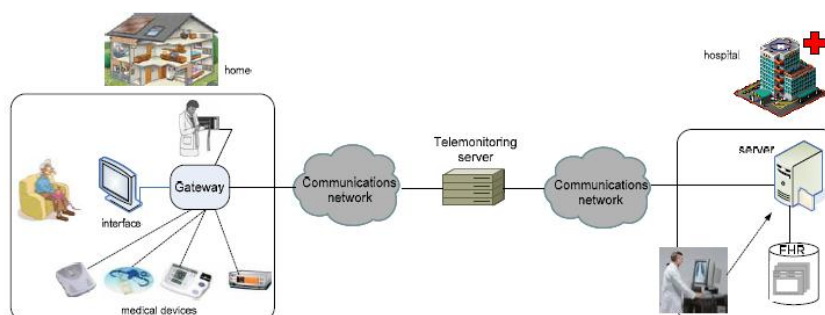 home
hospital
Telemonitoring
server
server
Gateway
Communications
network
Communications
network
interface
EHR
medical devices